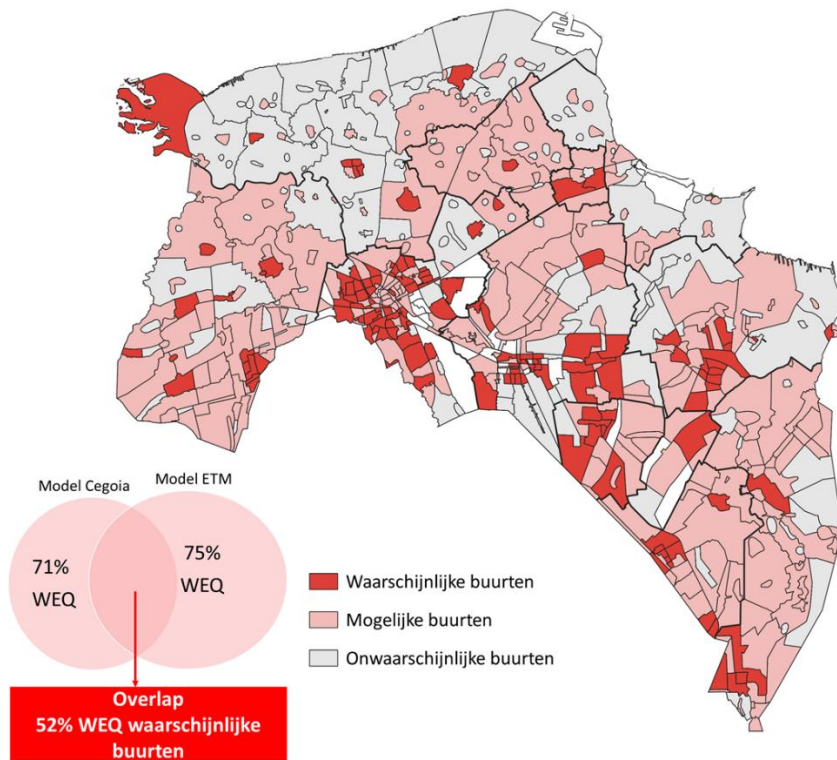 Model Cegoia
Model ETM
71%
WEQ
75%
WEQ
Overlap
52% WEQ waarschijnlijke
buurten
Waarschijnlijke buurten
Mogelijke buurten
Onwaarschijnlijke buurten